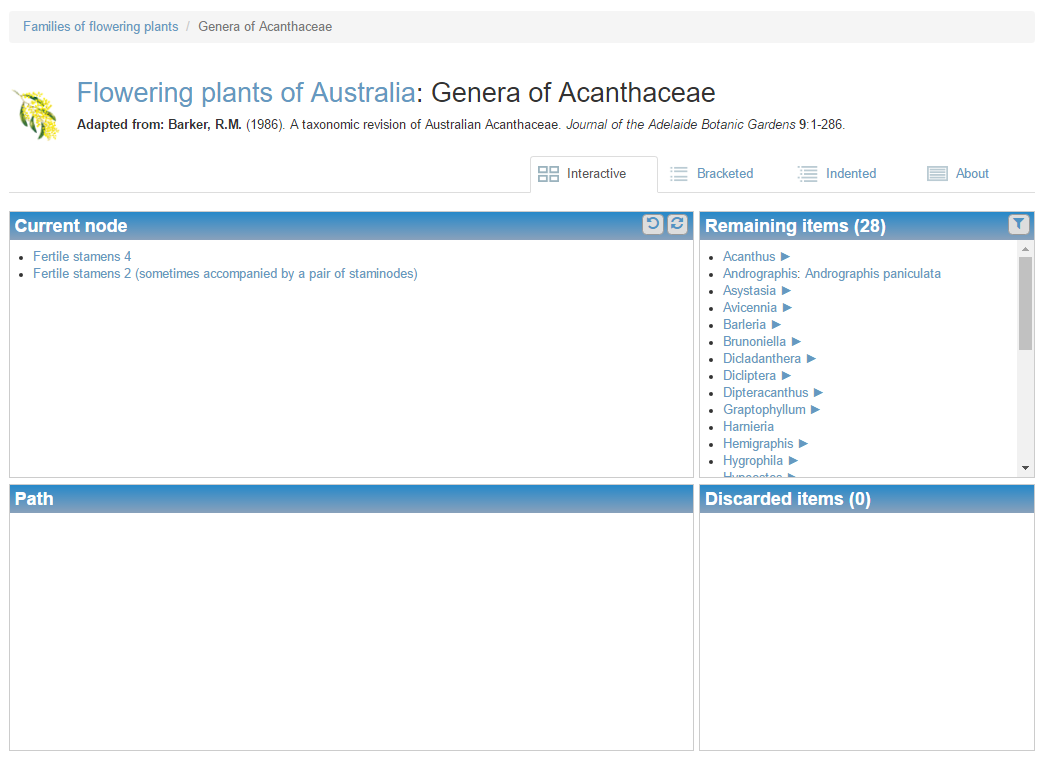 Families of flowering plants / Genera of Acanthaceae
Flowering plants of Australia: Genera of Acanthaceae
Adapted from: Barker, R.M. (1986). A taxonomic revision of Australian Acanthaceae. Journal of the Adelaide Botanic Gardens 9:1-286.
Interactive
Bracketed
Indented
About
Current node
Fertile stamens 4
Fertile stamens 2 (sometimes accompanied by a pair of staminodes)
Remaining items (28)
Acanthus
Andrographis: Andrographis paniculata
Asystasia
Avicennia
Barleria
Brunoniella
Dicladanthera
Dicliptera
Dipteracanthus
Graptophyllum
Harnieria
Hemigraphis
Hygrophila
Path
Discarded items (0)